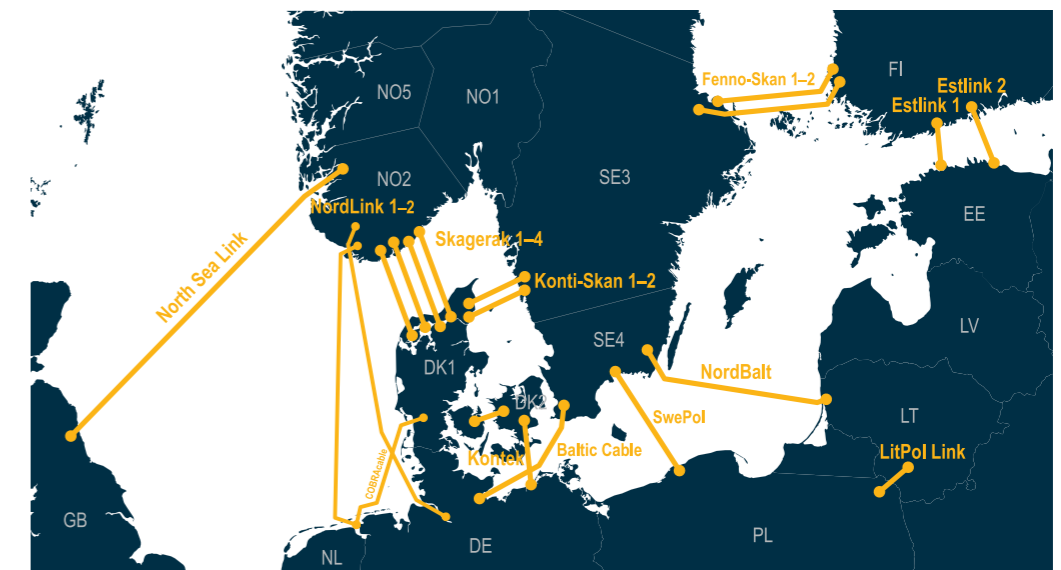 Fenno-Skan 1–2
FI
Estlink 2
Estlink 1
NO5
NO1
NO2
SE3
NordLink 1–2
EE
Skagerak 1–4
North Sea Link
Konti-Skan 1–2
LV
SE4
DK1
NordBalt
DK2
SwePol
LT
Kontek
Baltic Cable
LitPol Link
COBRAcable
GB
PL
DE
NL